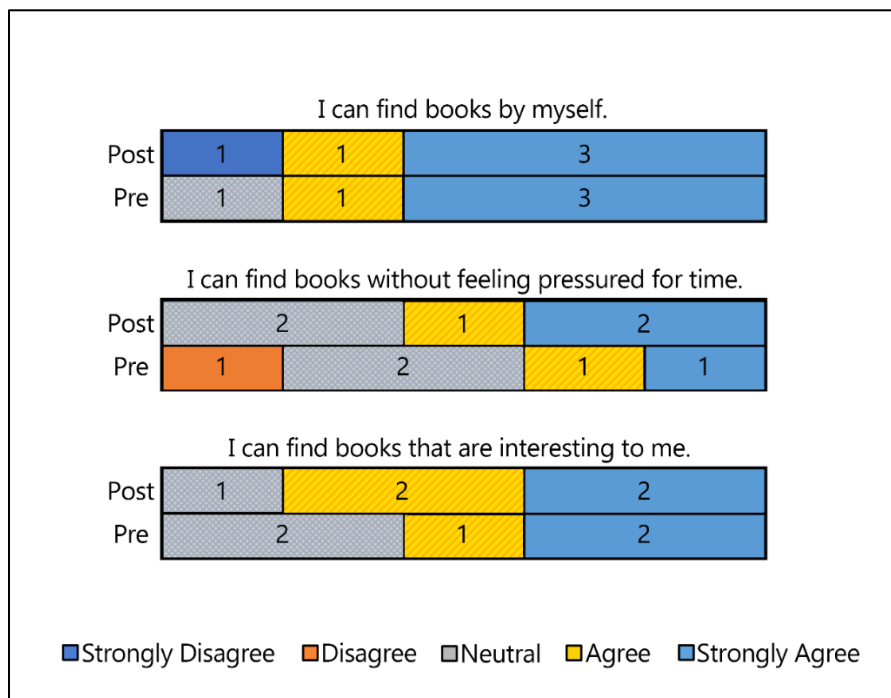 I can find books by myself.
Post 1 1 3
Pre 1 1 3
I can find books without feeling pressured for time.
Post 2 1 2
Pre 1 2 1 1
I can find books that are interesting to me.
Post 1 2 2
Pre 2 1 2
Strongly Disagree Disagree Neutral Agree Strongly Agree